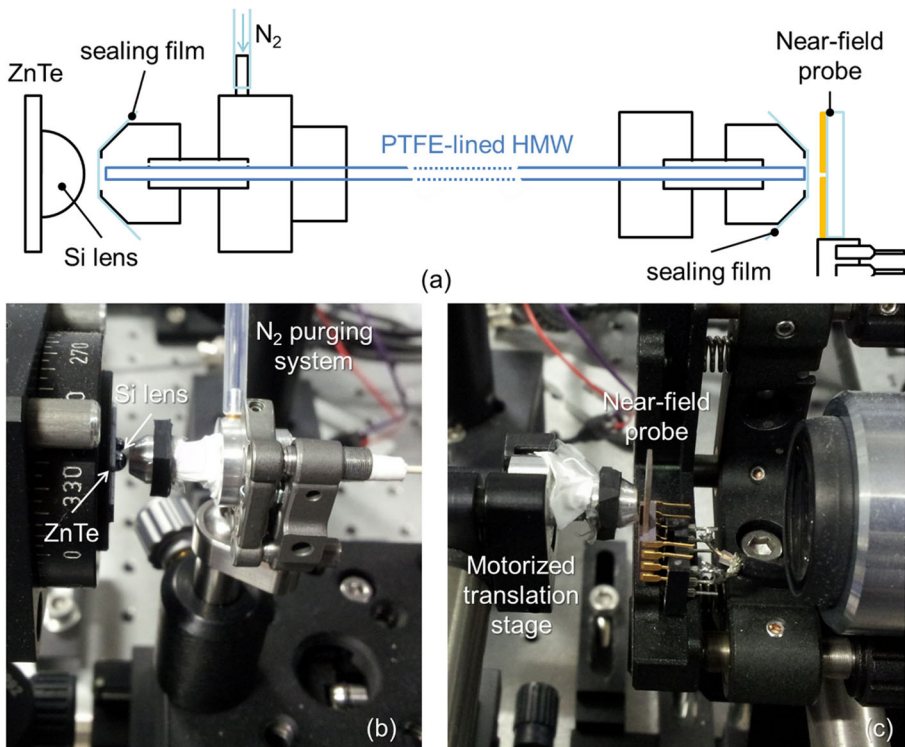 sealing film
N2
Near-field
probe
ZnTe
PTFE-lined HMW
Si lens
sealing film
(a)
N2 purging
system
270
Si lens
330
ZnTe
0
(b)
Near-field
probe
Motorized
translation
stage
(c)